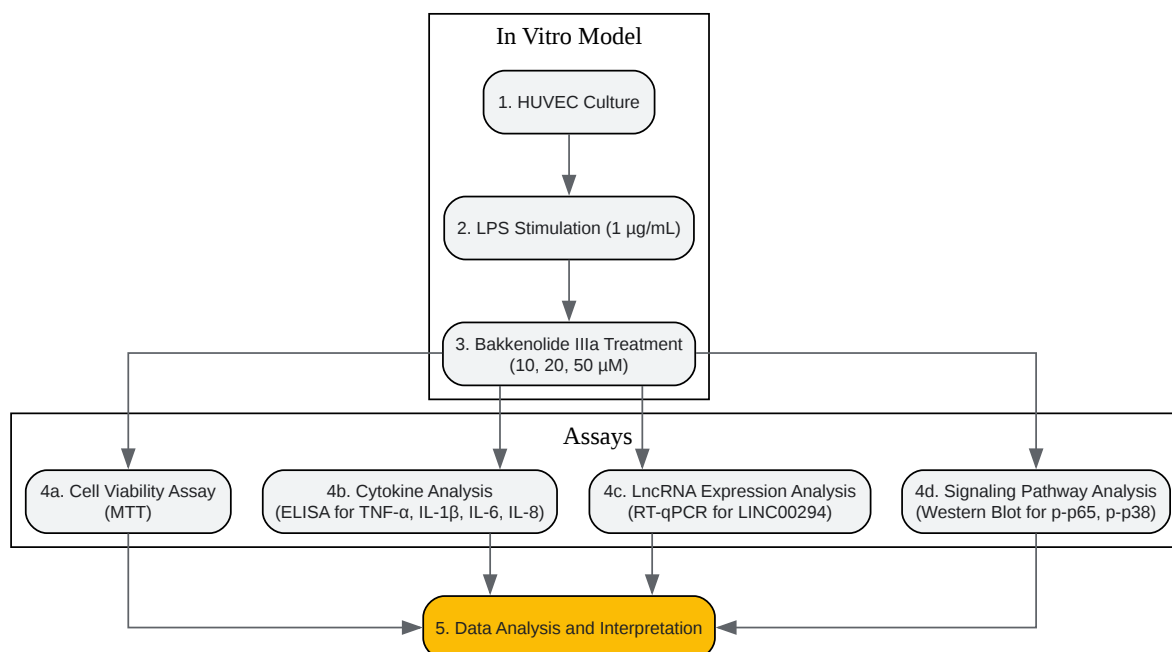 In Vitro Model
1. HUVEC Culture
2. LPS Stimulation (1 µg/mL)
3. Bakkenolide IIIa Treatment
(10, 20, 50 µM)
Assays
4a. Cell Viability Assay
(MTT)
4b. Cytokine Analysis
(ELISA for TNF-α, IL-1β, IL-6, IL-8)
4c. LncRNA Expression Analysis
(RT-qPCR for LINC00294)
4d. Signaling Pathway Analysis
(Western Blot for p-p65, p-p38)
5. Data Analysis and Interpretation